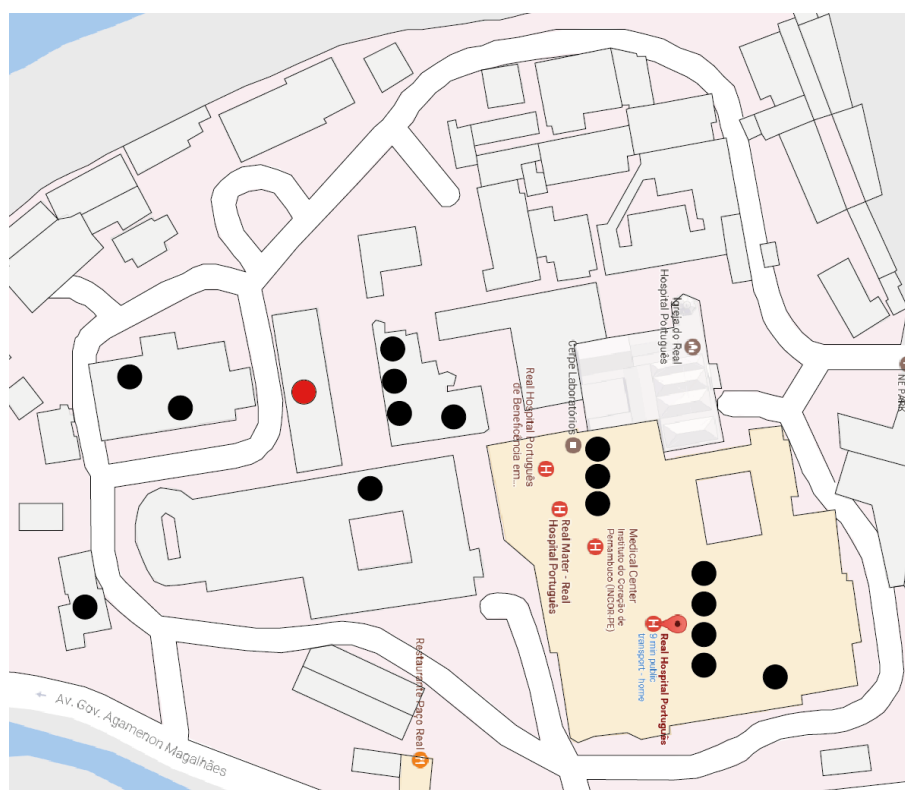 Igreja do Real
Hospital Português
NE PARK
Cerpe Laboratórios
Real Hospital Português
de Beneficência em...
Real Mater - Real
Hospital Português
Medical Center
Instituto do Coração de
Pernambuco (INCOR-PE)
Real Hospital Português
9 min public
transport - home
Restaurante Paço Real
Av. Gov. Agamenon Magalhães